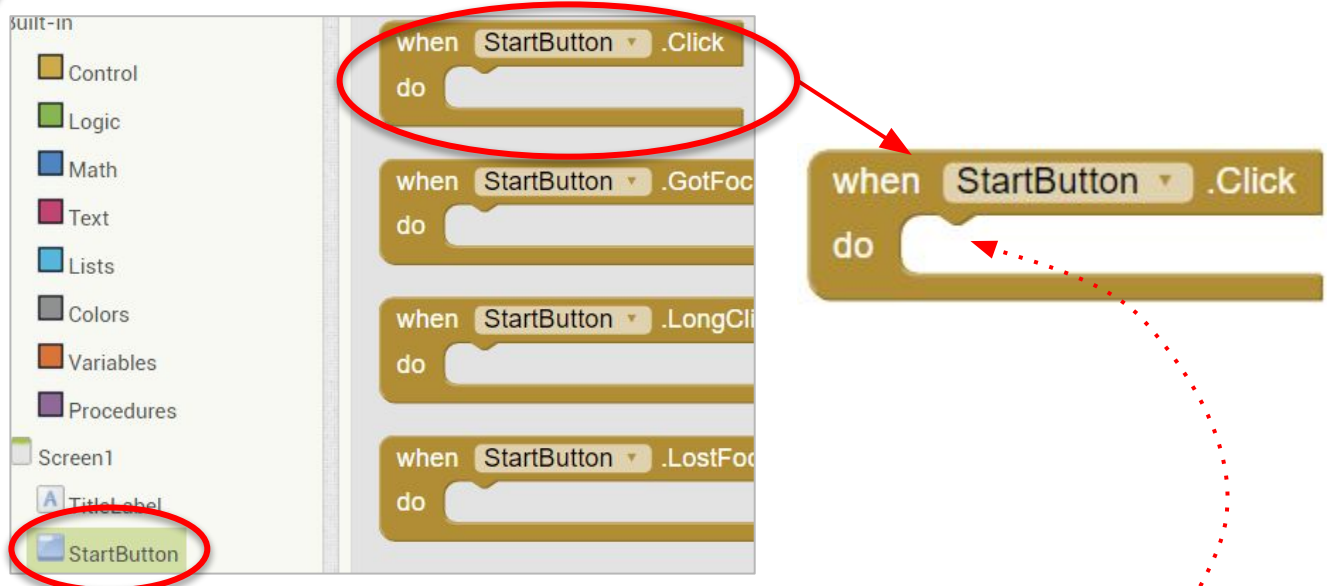 Built-in
Control
Logic
Math
Text
Lists
Colors
Variables
Procedures
Screen1
TitleLabel
StartButton
when StartButton .Click
do
when StartButton .GotFoc
do
when StartButton .LongCli
do
when StartButton .LostFoc
do
when StartButton .Click
do